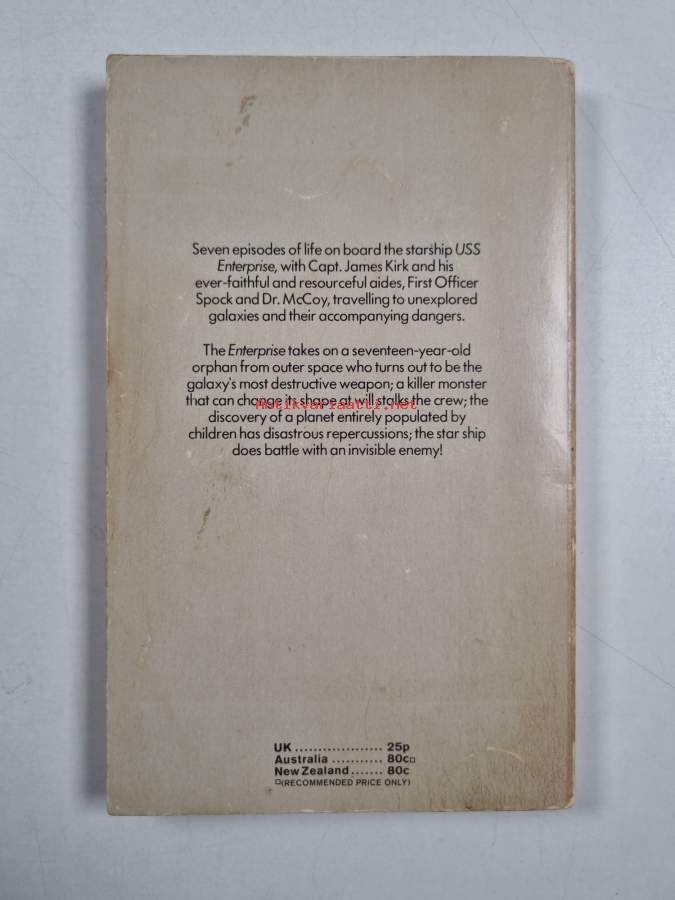 Seven episodes of life on board the starship USS
Enterprise, with Capt. James Kirk and his
ever-faithful and resourceful aides, First Officer
Spock and Dr. McCoy, travelling to unexplored
galaxies and their accompanying dangers.
The Enterprise takes on a seventeen-year-old
orphan from outer space who turns out to be the
galaxy's most destructive weapon; a killer monster
that can change its shape at will stalks the crew; the
antikvariaatti.net
discovery of a planet entirely populated by
children has disastrous repercussions; the star ship
does battle with an invisible enemy!
UK ................... 25p
Australia ........... 80c□
New Zealand ....... 80c
□(RECOMMENDED PRICE ONLY)